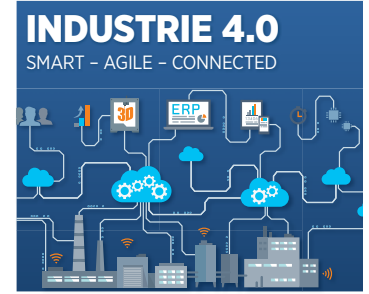 INDUSTRIE 4.0
SMART – AGILE – CONNECTED
3D
ERP